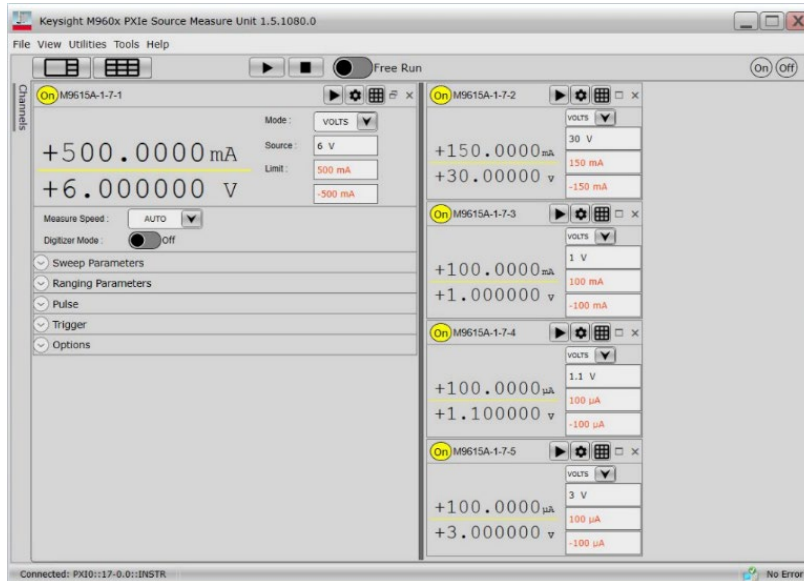 Keysight M960x PXIe Source Measure Unit 1.5.1080.0
File View Utilities Tools Help
Free Run
On Off
Channels
On M9615A-1-7-1
Mode : VOLTS
Source : 6 V
Limit : 500 mA
-500 mA
+500.0000 mA
+6.000000 V
Measure Speed : AUTO
Digitizer Mode : Off
Sweep Parameters
Ranging Parameters
Pulse
Trigger
Options
On M9615A-1-7-2
VOLTS
30 V
150 mA
-150 mA
+150.0000 mA
+30.00000 V
On M9615A-1-7-3
VOLTS
1 V
100 mA
-100 mA
+100.0000 mA
+1.000000 V
On M9615A-1-7-4
VOLTS
1.1 V
100 µA
-100 µA
+100.0000 µA
+1.100000 V
On M9615A-1-7-5
VOLTS
3 V
100 µA
-100 µA
+100.0000 µA
+3.000000 V
Connected: PXI0::17-0.0::INSTR
No Error